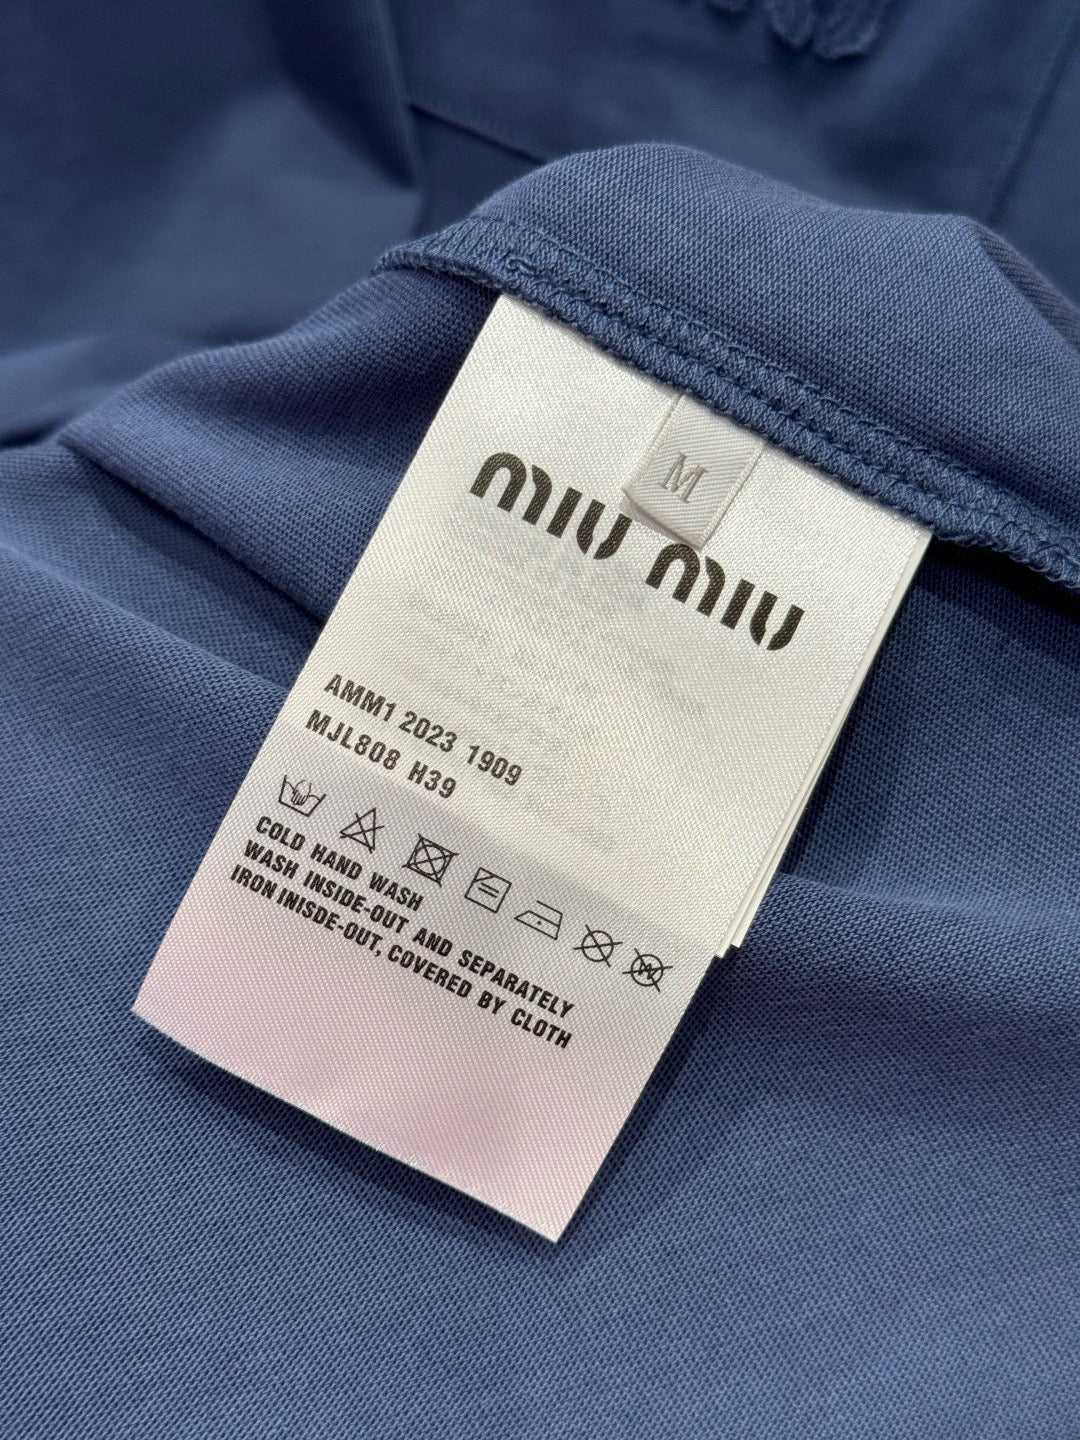 M
miu miu
AMM1 2023 1909
MJL808 H39
COLD HAND WASH
WASH INSIDE-OUT AND SEPARATELY
IRON INISDE-OUT, COVERED BY CLOTH